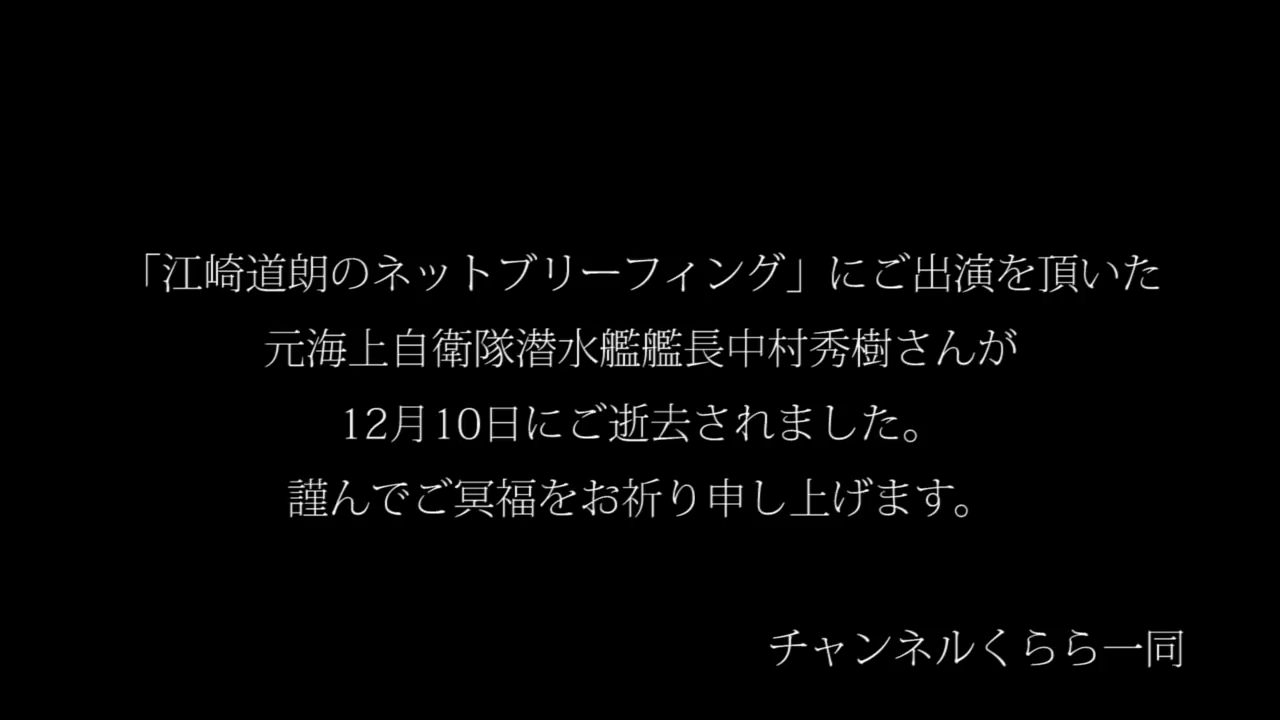 「江崎道朗のネットブリーフィング」にご出演を頂いた
元海上自衛隊潜水艦艦長中村秀樹さんが
12月10日にご逝去されました。
謹んでご冥福をお祈り申し上げます。
チャンネルくらら一同